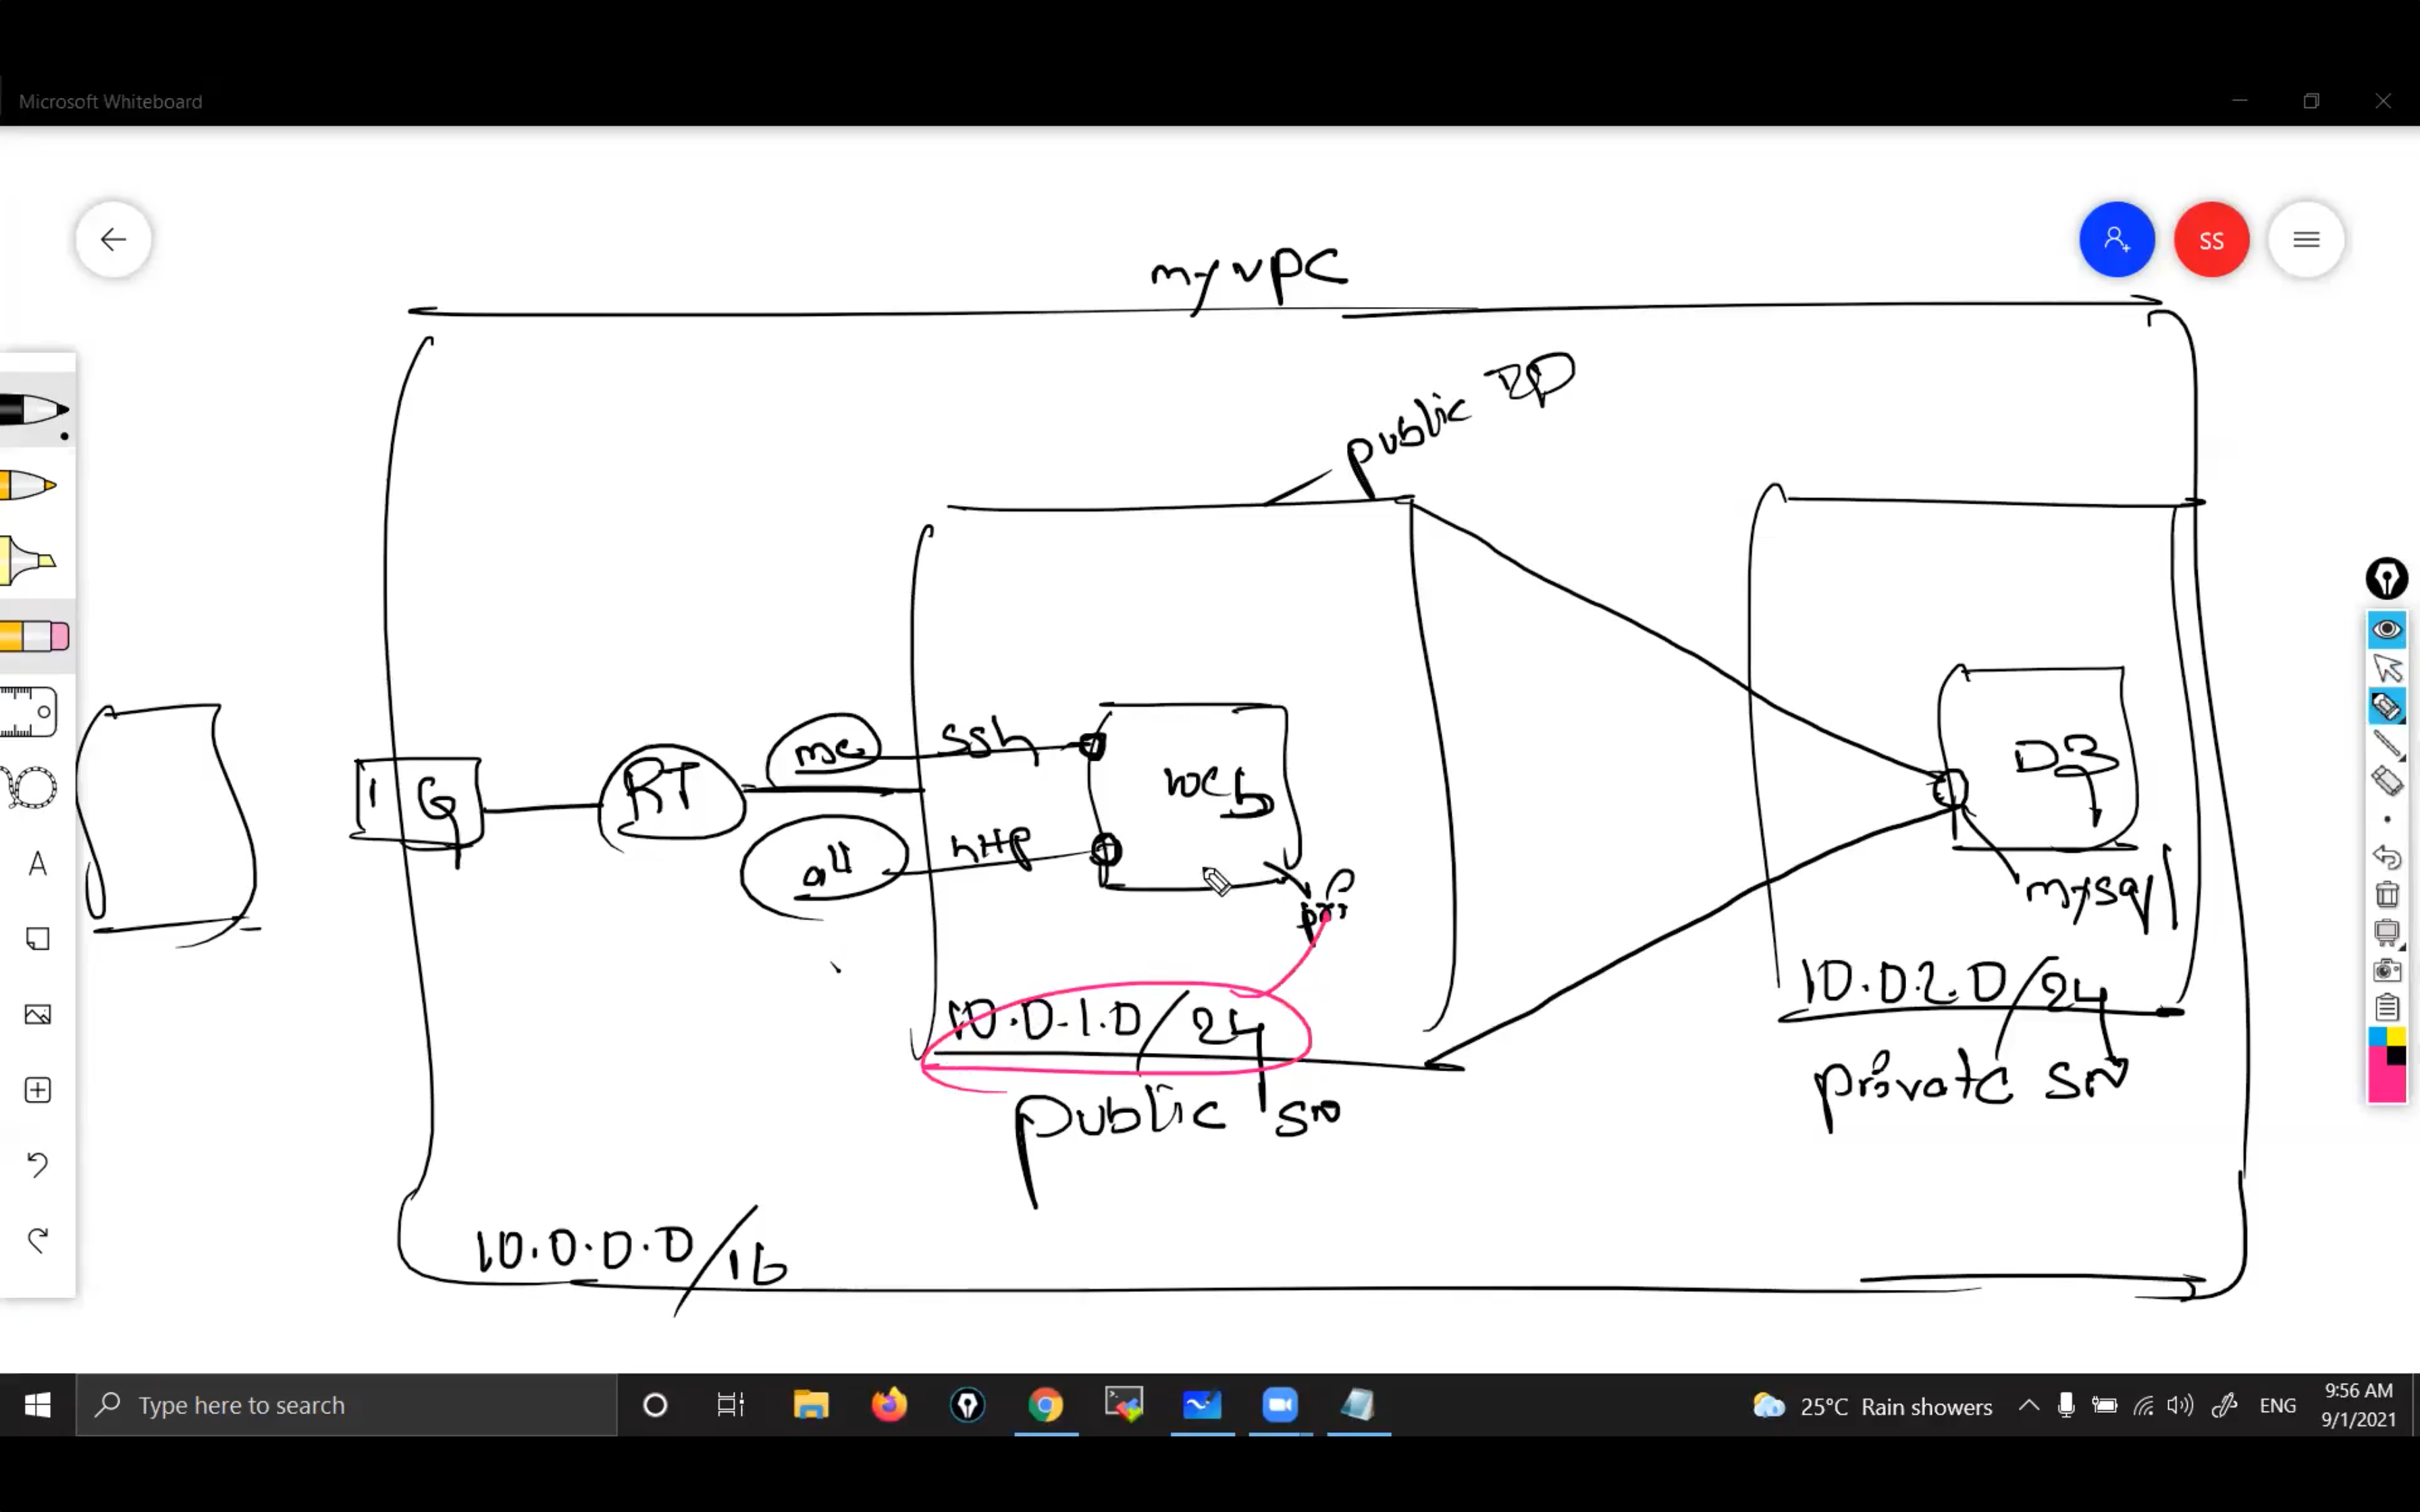 Microsoft Whiteboard
SS
my vPC
public IP
me
ssh
IG
RT
web
DB
all
http
mysql
10.0.1.0/24
10.0.2.0/24
public sn
private sn
10.0.0.0/16
A
Type here to search
25°C Rain showers
ENG
9:56 AM
9/1/2021